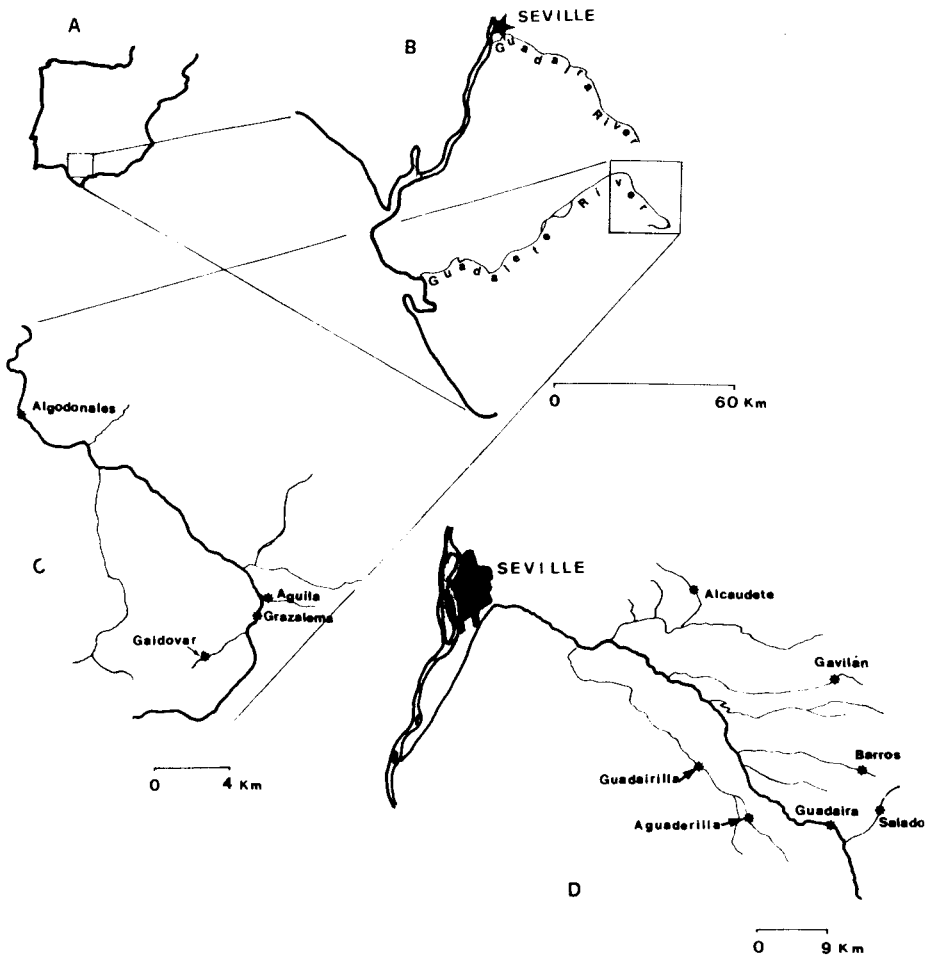 A
B
SEVILLE
Guadaira River
Guadalete River
0 60 Km
Algodonales
C
Aguila
Grazalema
Gaidovar
0 4 Km
SEVILLE
Alcaudete
Gavilán
Barros
Guadairilla
Aguaderilla
Guadaira
Salado
D
0 9 Km